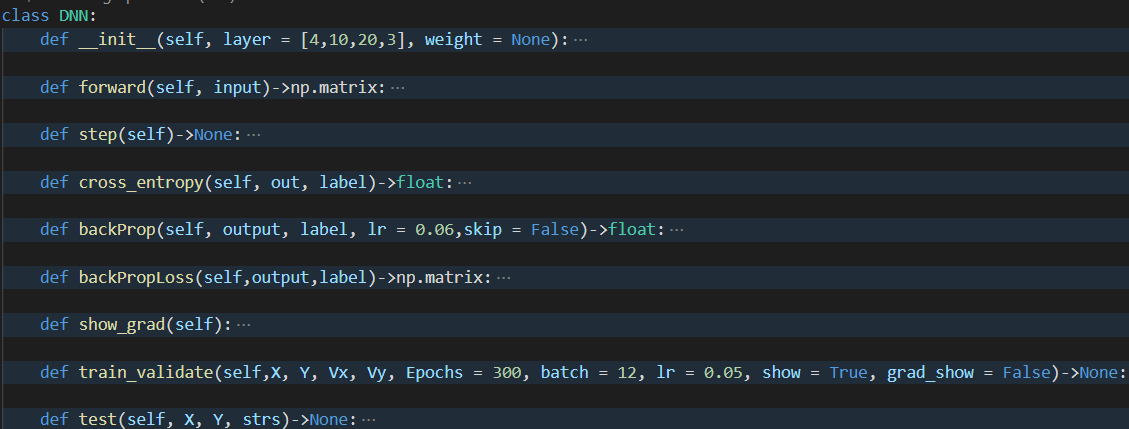 class DNN:
    def __init__(self, layer = [4,10,20,3], weight = None):···
    def forward(self, input)->np.matrix:···
    def step(self)->None:···
    def cross_entropy(self, out, label)->float:···
    def backProp(self, output, label, lr = 0.06,skip = False)->float:···
    def backPropLoss(self,output,label)->np.matrix:···
    def show_grad(self):···
    def train_validate(self,X, Y, Vx, Vy, Epochs = 300, batch = 12, lr = 0.05, show = True, grad_show = False)->None:
    def test(self, X, Y, strs)->None:···